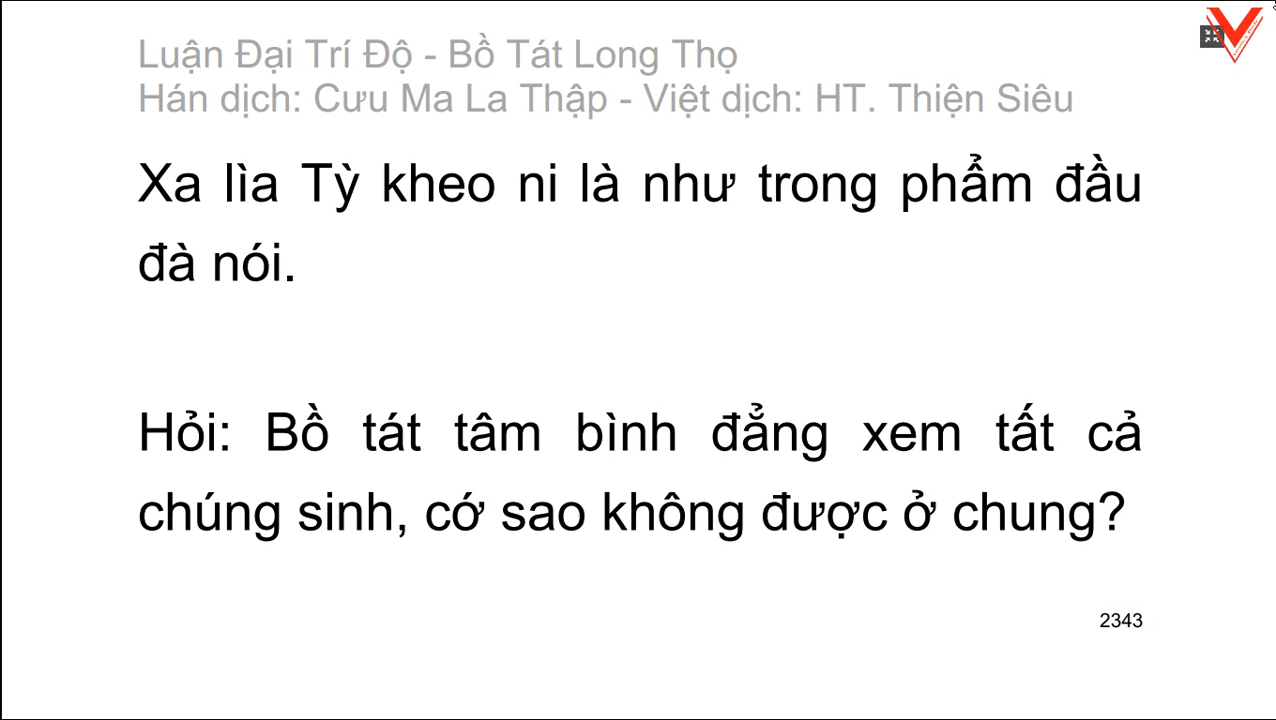 Luận Đại Trí Độ - Bồ Tát Long Thọ
Hán dịch: Cưu Ma La Thập - Việt dịch: HT. Thiện Siêu
Xa lìa Tỳ kheo ni là như trong phẩm đầu
đà nói.
Hỏi: Bồ tát tâm bình đẳng xem tất cả
chúng sinh, cớ sao không được ở chung?
2343